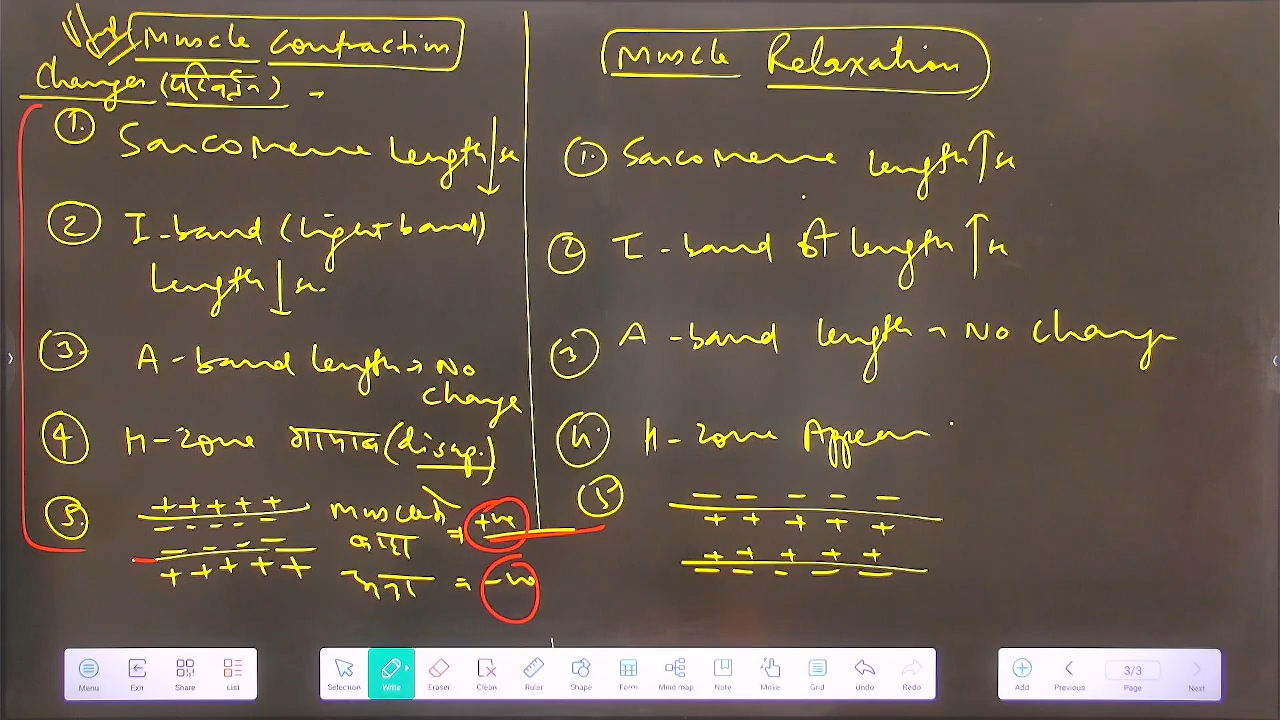 Muscle Contraction
Changes (परिवर्तन) -
1. Sarcomere length ↓
2 I-band (Light band)
length ↓
3. A-band length → No
change
4 H-zone गायब (disap.)
5. +++++
-----
बाहर = +ve
-----
+++++
= -ve
Muscle Relaxation
1. Sarcomere length ↑
2 I-band length ↑
3 A-band length → No change
4. H-zone Appear
5 -----
+++++
+++++
-----
Menu Exit Share List
Selection Write Eraser Clean Ruler Shape Form Mind map Note Move Grid Undo Redo
Add Previous 3/3 Page Next